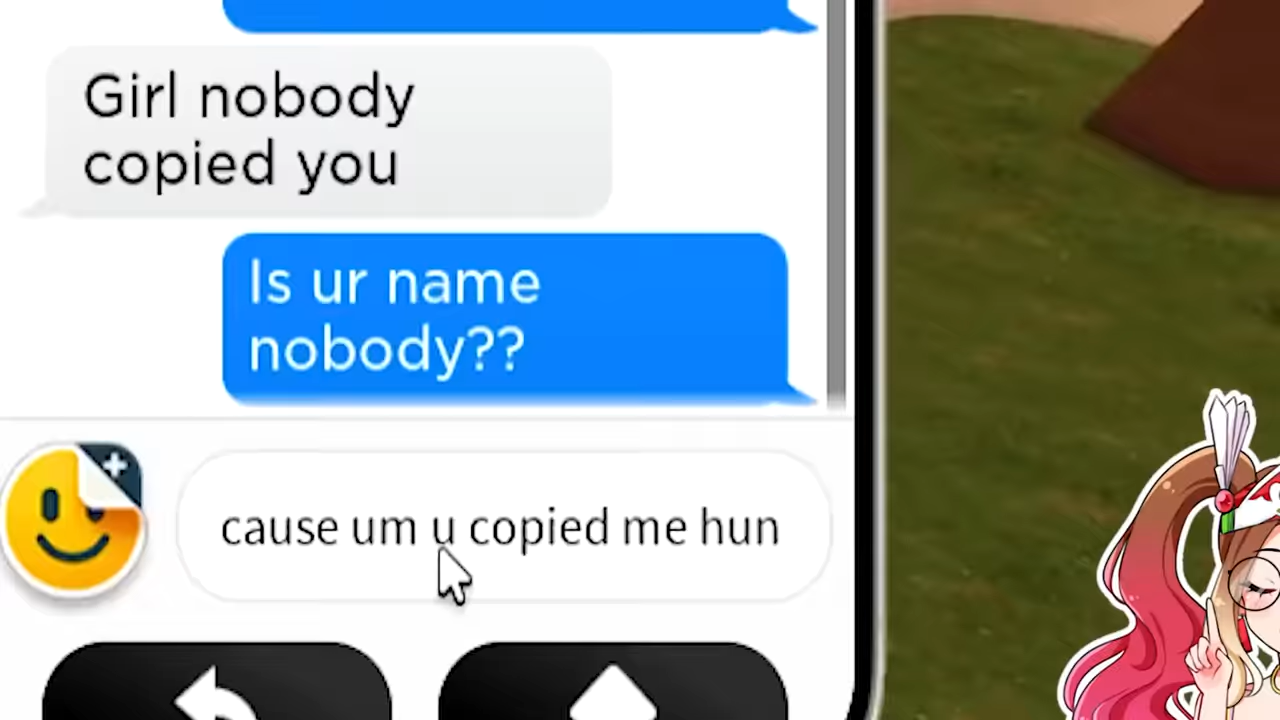 Girl nobody
copied you
Is ur name
nobody??
cause um u copied me hun